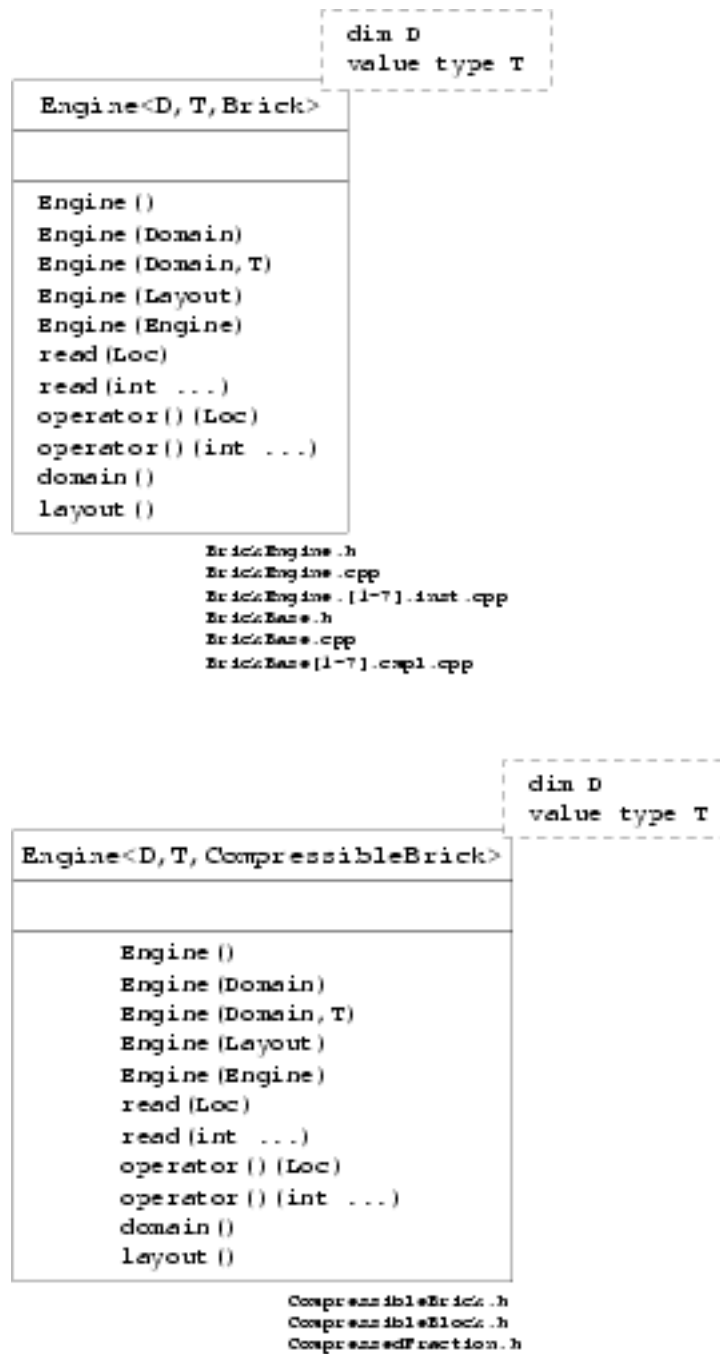 dim D
value type T
Engine<D,T,Brick>
Engine()
Engine(Domain)
Engine(Domain,T)
Engine(Layout)
Engine(Engine)
read(Loc)
read(int ...)
operator()(Loc)
operator()(int ...)
domain()
layout()
BrickEngine.h
BrickEngine.cpp
BrickEngine.[1-7].inst.cpp
BrickBase.h
BrickBase.cpp
BrickBase[1-7].cmpl.cpp
dim D
value type T
Engine<D,T,CompressibleBrick>
Engine()
Engine(Domain)
Engine(Domain,T)
Engine(Layout)
Engine(Engine)
read(Loc)
read(int ...)
operator()(Loc)
operator()(int ...)
domain()
layout()
CompressibleBrick.h
CompressibleBlock.h
CompressedFraction.h